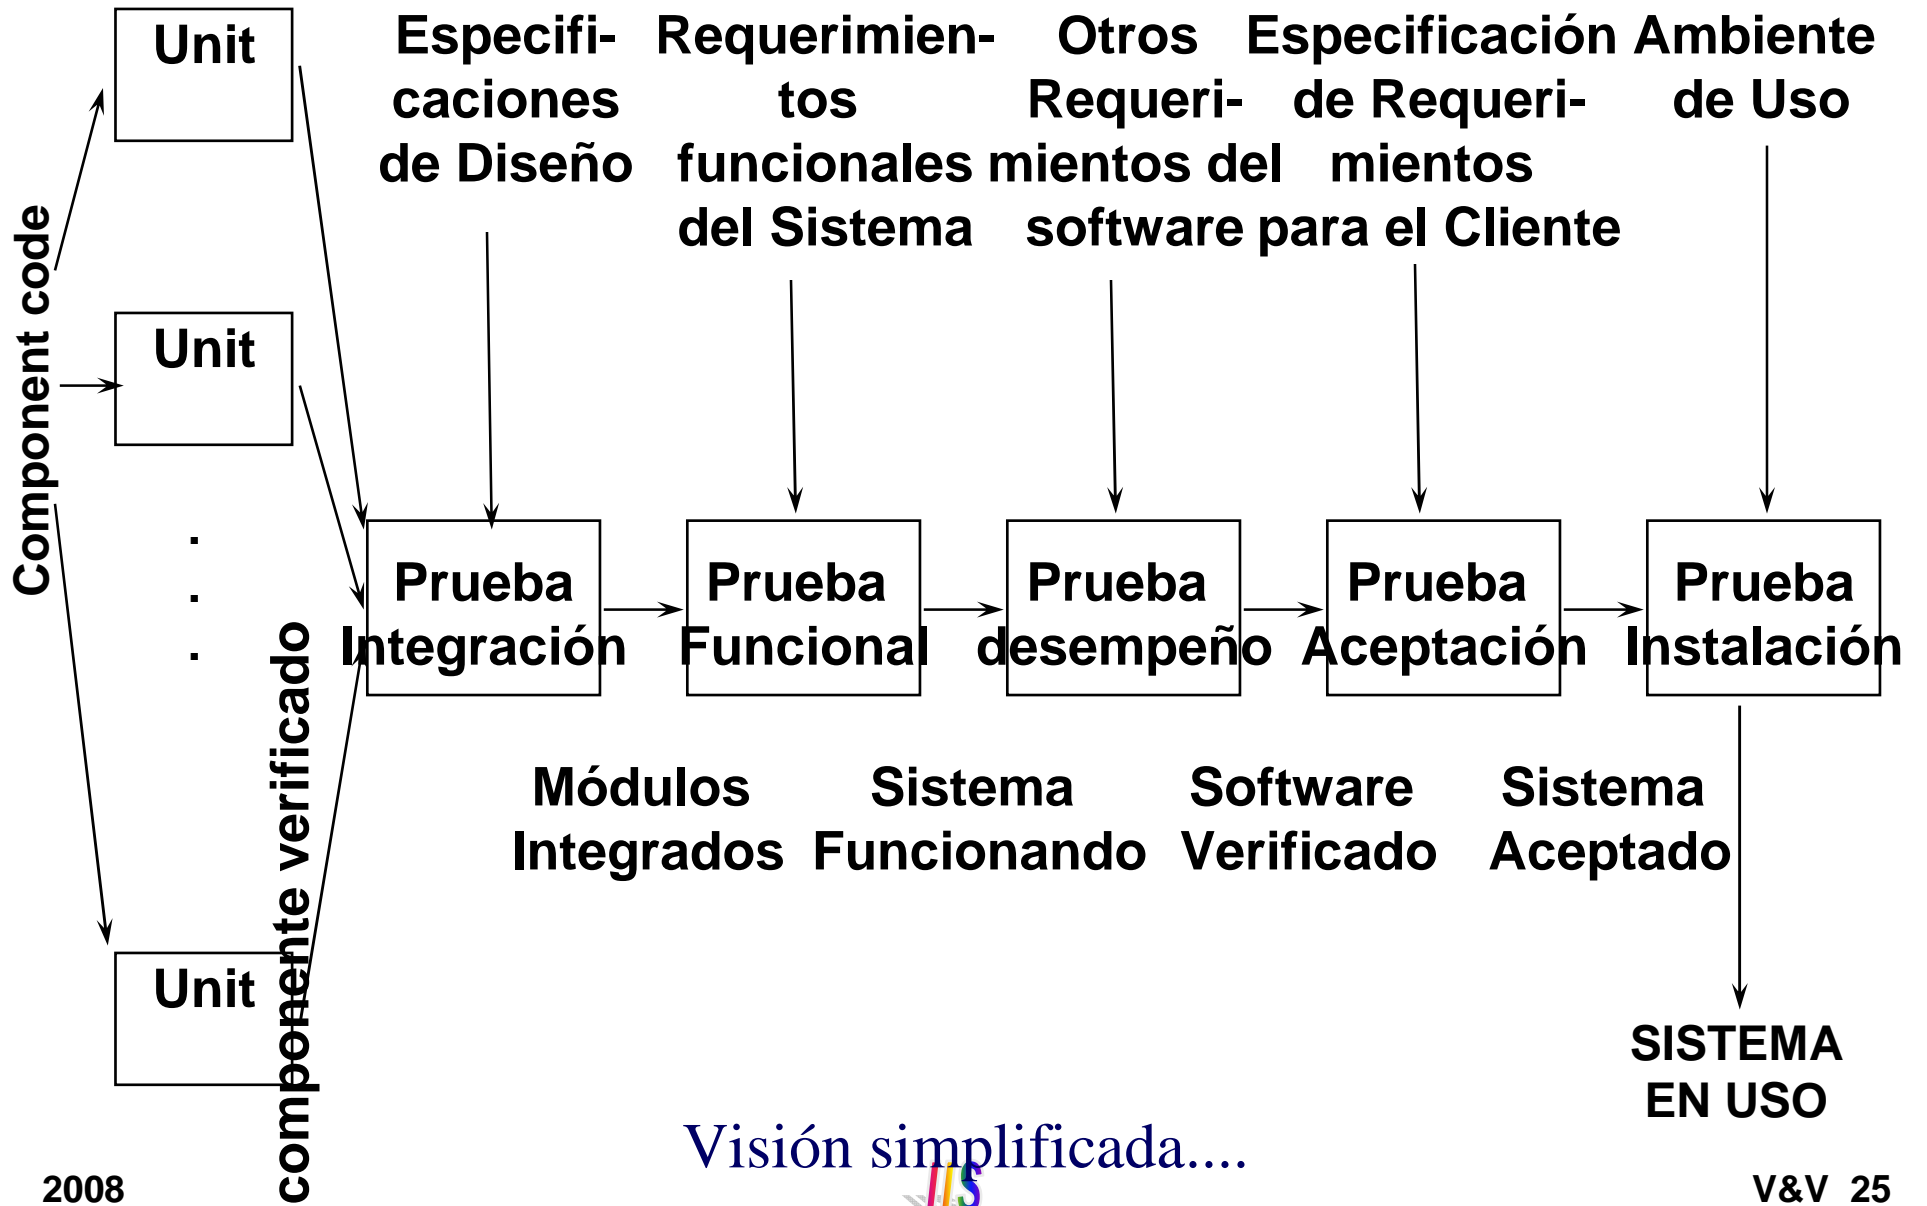 Unit
Especifi-
caciones
de Diseño
Requerimien-
tos
funcionales
del Sistema
Otros
Requeri-
mientos del
software
Especificación
de Requeri-
mientos
para el Cliente
Ambiente
de Uso
Component code
Unit
.
.
.
Unit
componente verificado
Prueba
Integración
Prueba
Funcional
Prueba
desempeño
Prueba
Aceptación
Prueba
Instalación
Módulos
Integrados
Sistema
Funcionando
Software
Verificado
Sistema
Aceptado
SISTEMA
EN USO
Visión simplificada....
2008
IIS
V&V 25